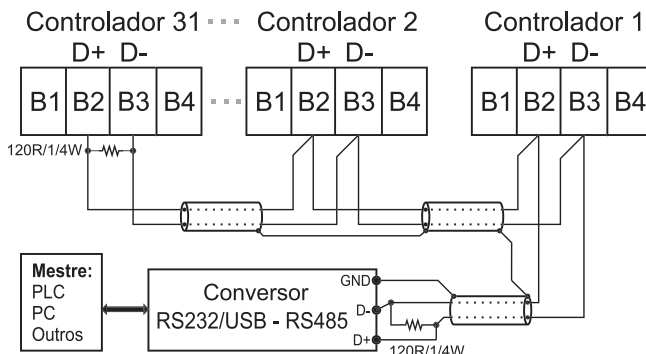 Controlador 31 Controlador 2 Controlador 1
D+ D- D+ D- D+ D-
B1 B2 B3 B4 B1 B2 B3 B4 B1 B2 B3 B4
120R/1/4W
Mestre:
PLC
PC
Outros
Conversor
RS232/USB - RS485
GND
D-
D+
120R/1/4W